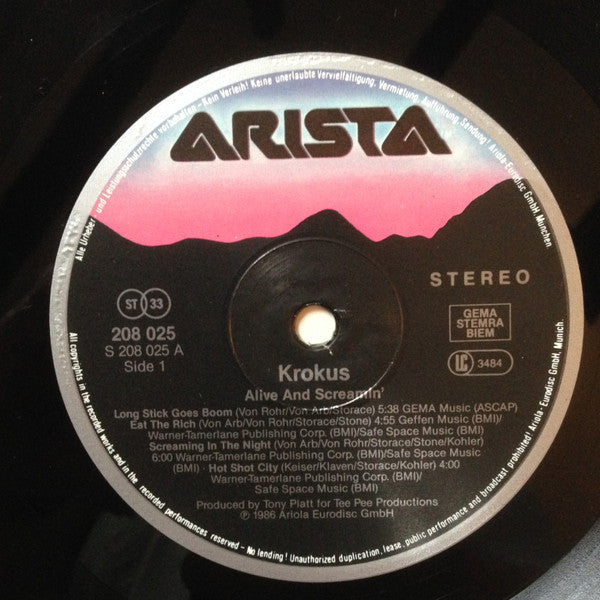 Alle Urheber- und Leistungsschutzrechte vorbehalten - Kein Verleih! Keine unerlaubte Vervielfältigung, Vermietung, Aufführung, Sendung! Ariola-Eurodisc GmbH, München.
ARISTA
STEREO
ST 33
208 025
S 208 025 A
Side 1
GEMA
STEMRA
BIEM
LC 3484
Krokus
Alive And Screamin'
Long Stick Goes Boom (Von Rohr/Von Arb/Storace) 5:38 GEMA Music (ASCAP)
Eat The Rich (Von Arb/Von Rohr/Storace/Stone) 4:55 Geffen Music (BMI)/
Warner-Tamerlane Publishing Corp. (BMI)/Safe Space Music (BMI)
Screaming In The Night (Von Arb/Von Rohr/Storace/Stone/Kohler)
6:00 Warner-Tamerlane Publishing Corp. (BMI)/Safe Space Music
(BMI) · Hot Shot City (Keiser/Klaven/Storace/Kohler) 4:00
Warner-Tamerlane Publishing Corp. (BMI)/
Safe Space Music (BMI)
Produced by Tony Platt for Tee Pee Productions
℗ 1986 Ariola Eurodisc GmbH
All copyrights in the recorded works and in the recorded performances reserved - No lending! Unauthorized duplication, lease, public performance and broadcast prohibited! Ariola-Eurodisc GmbH, Munich.